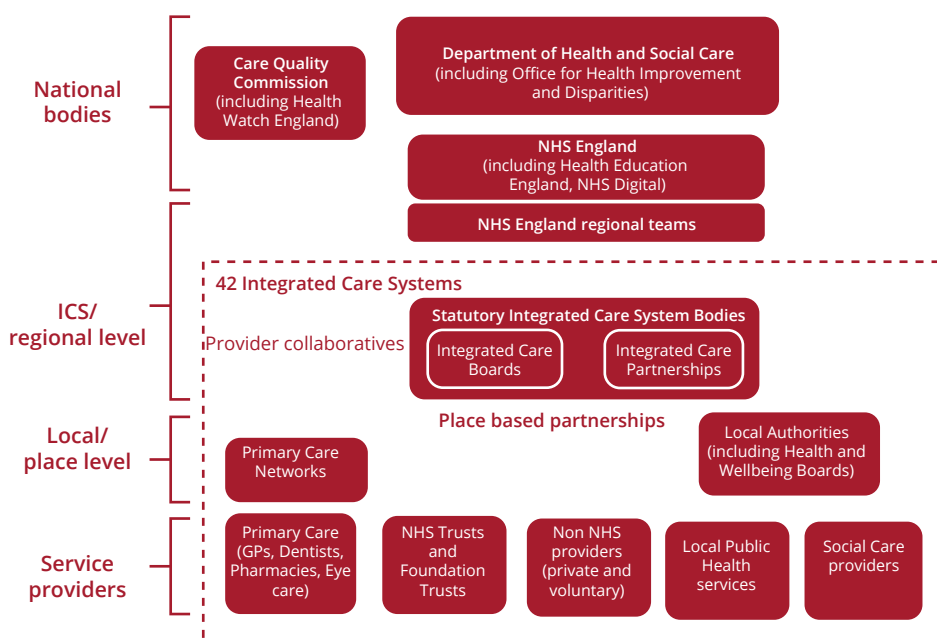 National
bodies
Care Quality
Commission
(including Health
Watch England)
Department of Health and Social Care
(including Office for Health Improvement
and Disparities)
NHS England
(including Health Education
England, NHS Digital)
ICS/
regional level
NHS England regional teams
42 Integrated Care Systems
Provider collaboratives
Statutory Integrated Care System Bodies
Integrated Care
Boards
Integrated Care
Partnerships
Local/
place level
Place based partnerships
Primary Care
Networks
Local Authorities
(including Health and
Wellbeing Boards)
Service
providers
Primary Care
(GPs, Dentists,
Pharmacies, Eye
care)
NHS Trusts
and
Foundation
Trusts
Non NHS
providers
(private and
voluntary)
Local Public
Health
services
Social Care
providers